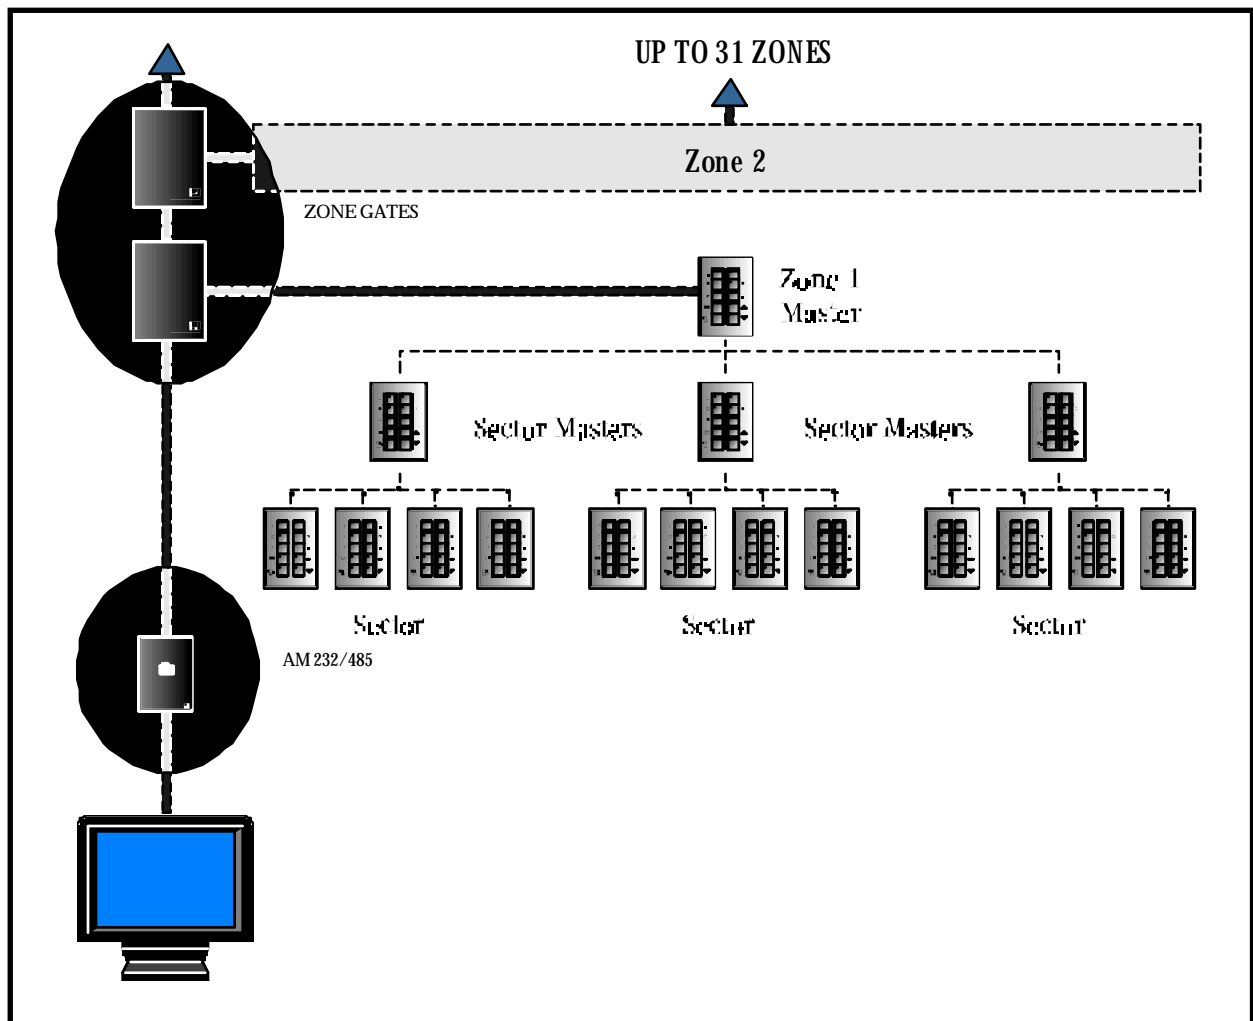 UP TO 31 ZONES
Zone 2
ZONE GATES
Zone 1
Master
Sector Masters
Sector Masters
Sector
Sector
Sector
AM 232/485